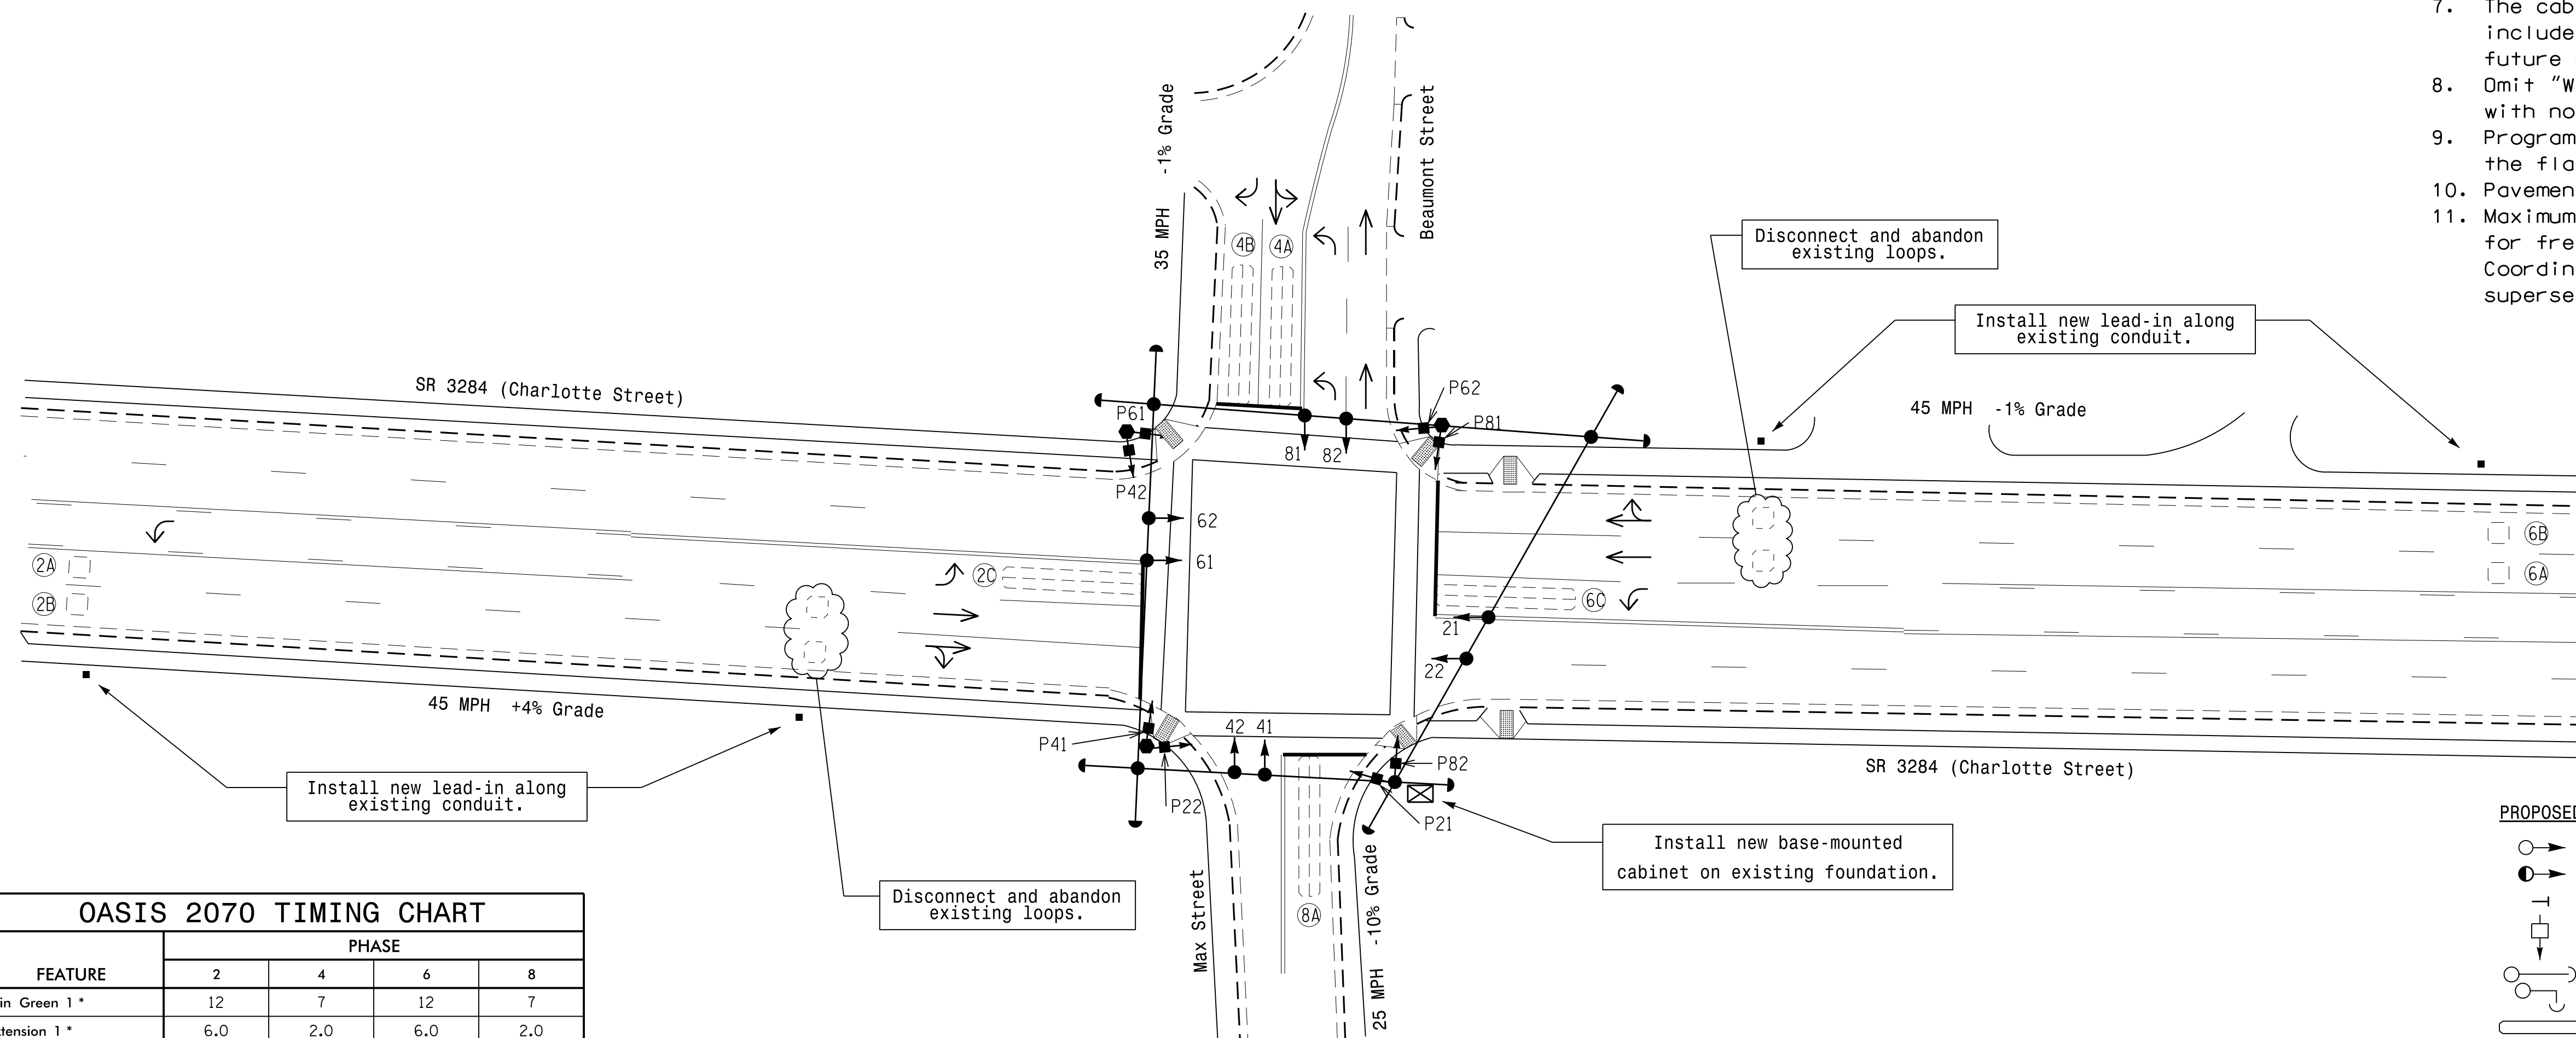 7. The cab
include
future
8. Omit "W
with no
9. Program
the fla
10. Pavemen
11. Maximum
for fre
Coordin
superse
35 MPH -1% Grade
Beaumont Street
4B
4A
Disconnect and abandon
existing loops.
Install new lead-in along
existing conduit.
45 MPH -1% Grade
SR 3284 (Charlotte Street)
P61
P62
P81
81
82
P42
62
61
2A
2B
2C
6B
6A
6C
21
22
45 MPH +4% Grade
P41
42
41
P82
P22
P21
SR 3284 (Charlotte Street)
Install new lead-in along
existing conduit.
Install new base-mounted
cabinet on existing foundation.
Disconnect and abandon
existing loops.
Max Street
8A
25 MPH -10% Grade
PROPOSED
OASIS 2070 TIMING CHART
PHASE
FEATURE
2 4 6 8
in Green 1 * 12 7 12 7
tension 1 * 6.0 2.0 6.0 2.0